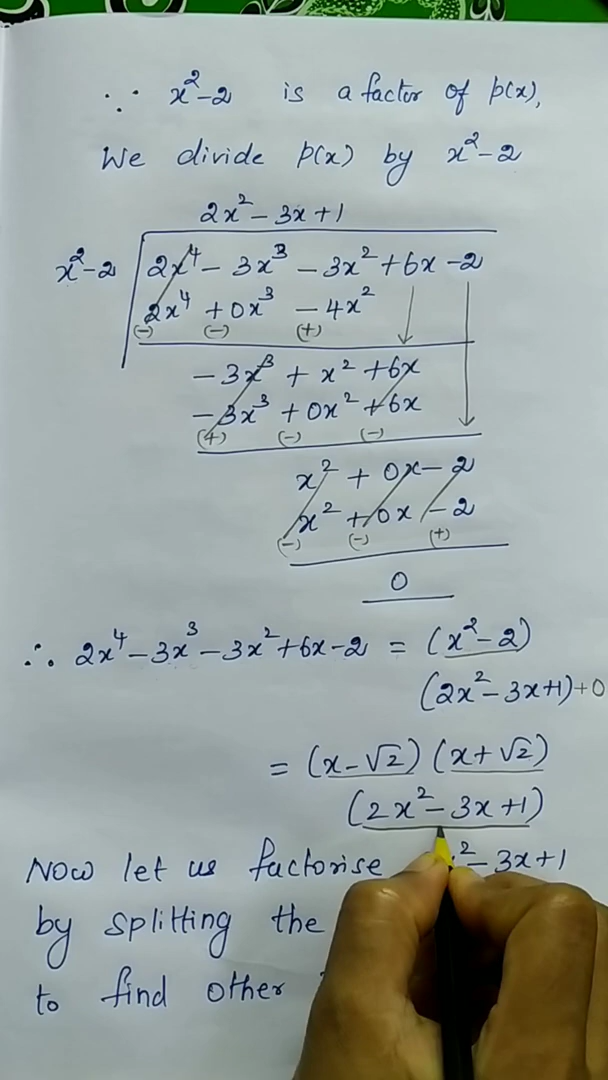 ∵ x²-2 is a factor of p(x),
We divide p(x) by x²-2
2x² - 3x + 1
x²-2 2x⁴ - 3x³ - 3x² + 6x - 2
2x⁴ + 0x³ - 4x²
(-) (-) (+)
- 3x³ + x² + 6x
- 3x³ + 0x² + 6x
(+) (-) (-)
x² + 0x - 2
x² + 0x - 2
(-) (-) (+)
0
∴ 2x⁴ - 3x³ - 3x² + 6x - 2 = (x²-2)
(2x² - 3x + 1) + 0
= (x-√2) (x+√2)
(2x² - 3x + 1)
Now let us factorise ² - 3x + 1
by splitting the
to find other